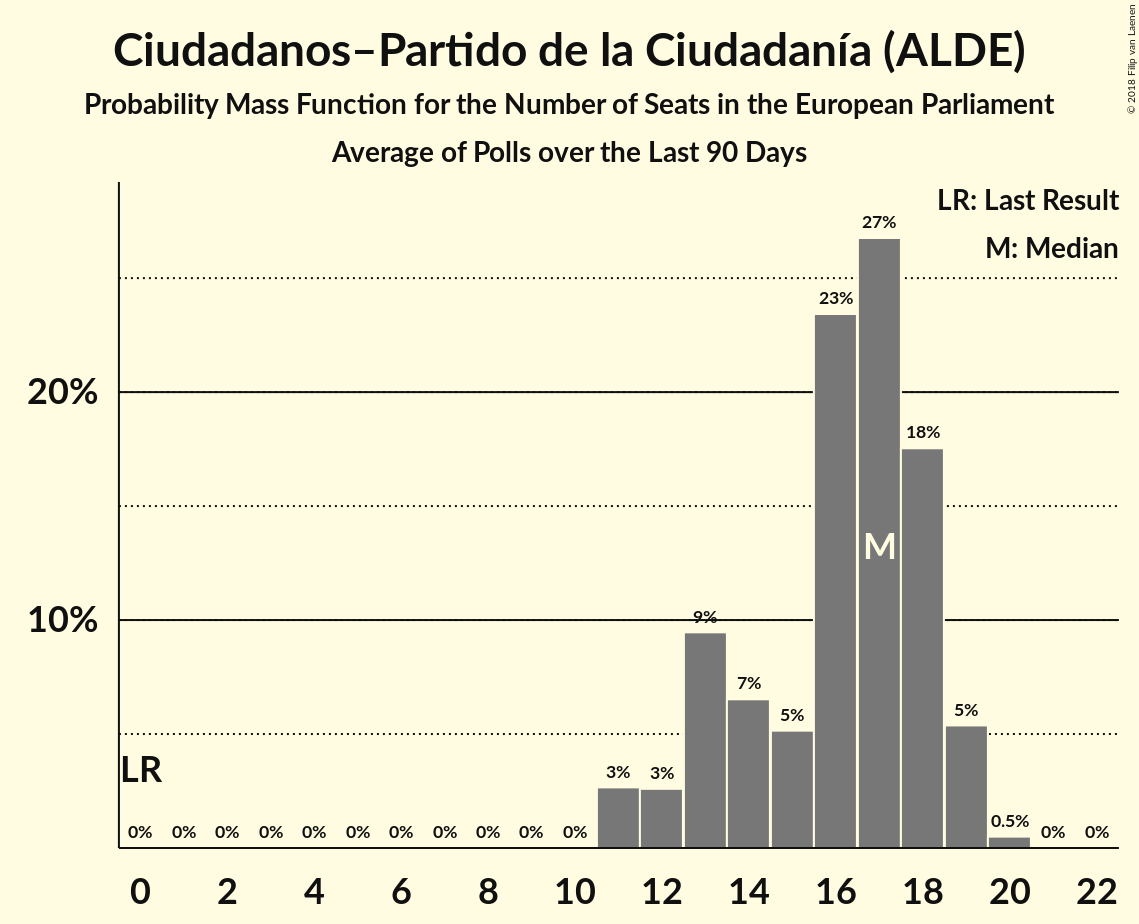 Ciudadanos–Partido de la Ciudadanía (ALDE)
Probability Mass Function for the Number of Seats in the European Parliament
Average of Polls over the Last 90 Days
© 2018 Filip van Laenen
LR: Last Result
M: Median
27%
23%
20%
18%
M
10%
9%
7%
5%
5%
LR
3%
3%
0.5%
0% 0% 0% 0% 0% 0% 0% 0% 0% 0% 0% 0% 0%
0 2 4 6 8 10 12 14 16 18 20 22